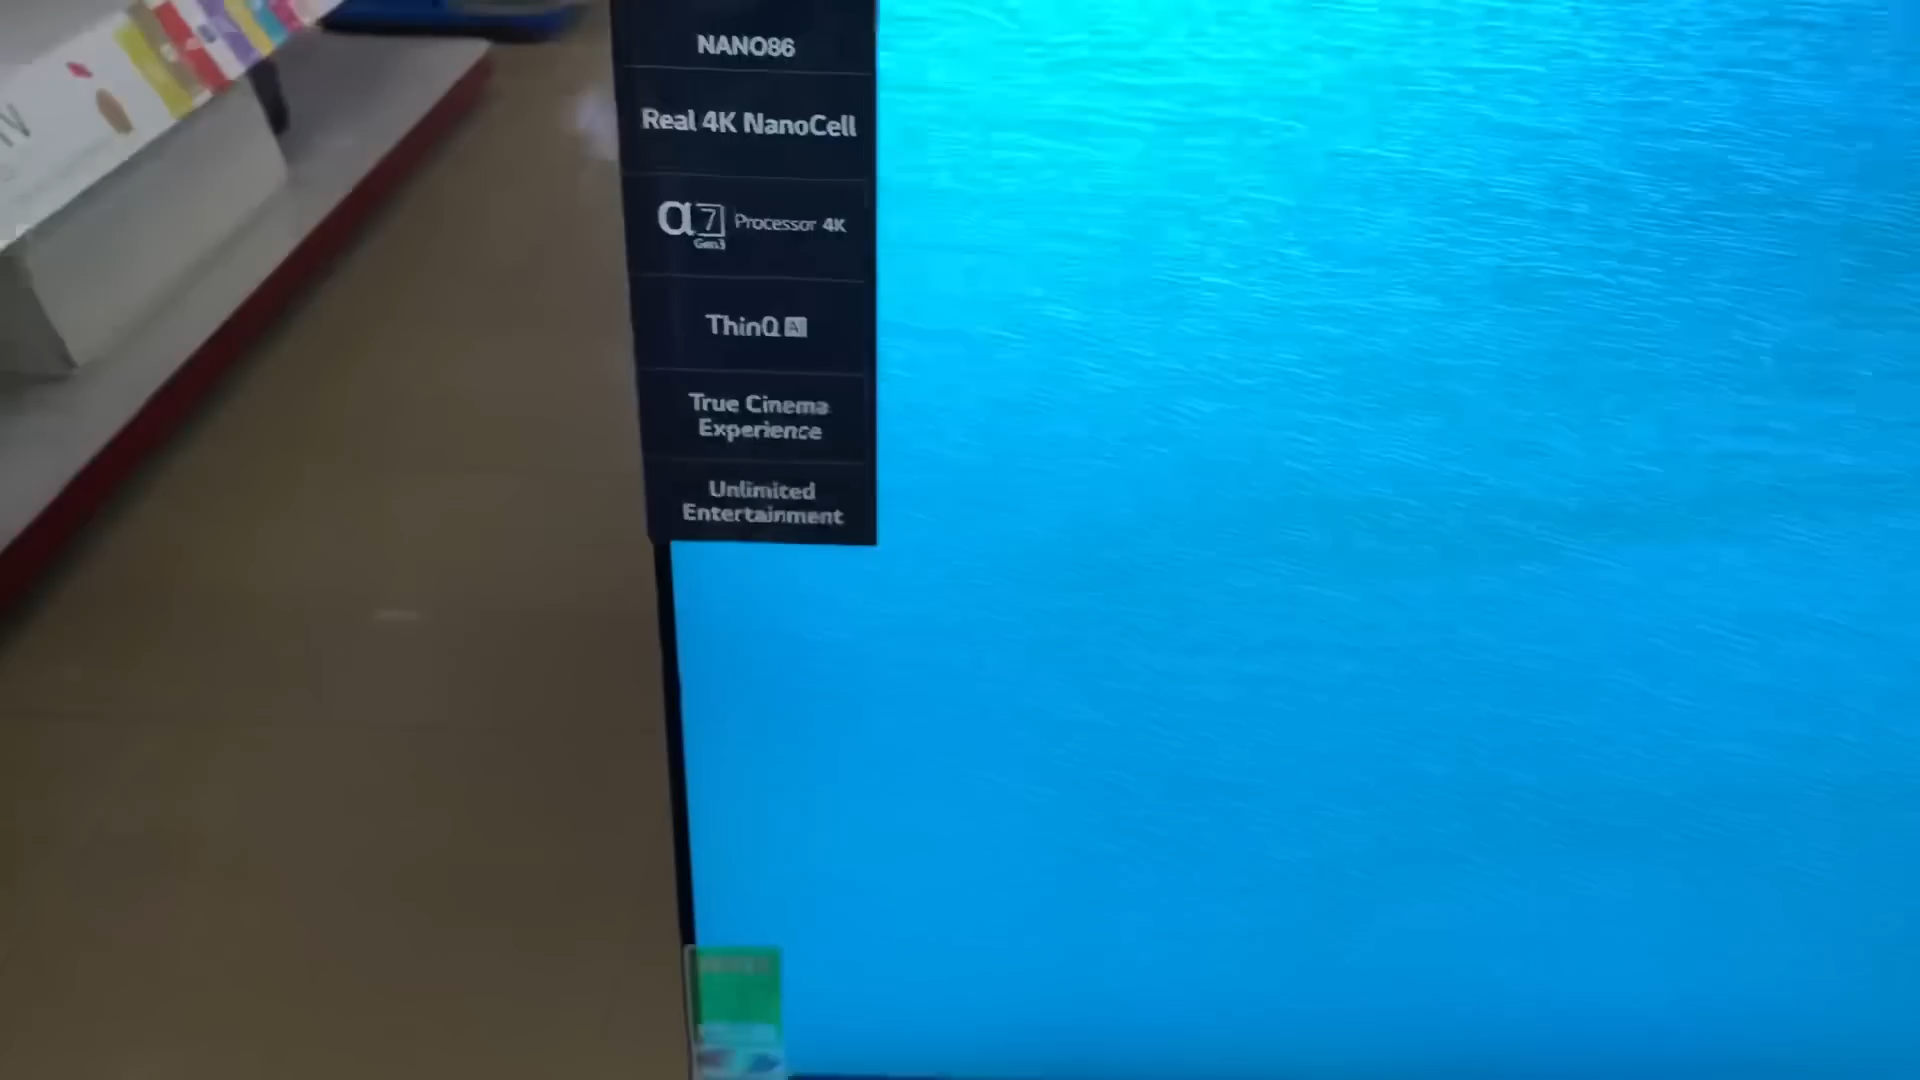 NANO86
Real 4K NanoCell
α7 Processor 4K
Gen3
ThinQ AI
True Cinema
Experience
Unlimited
Entertainment